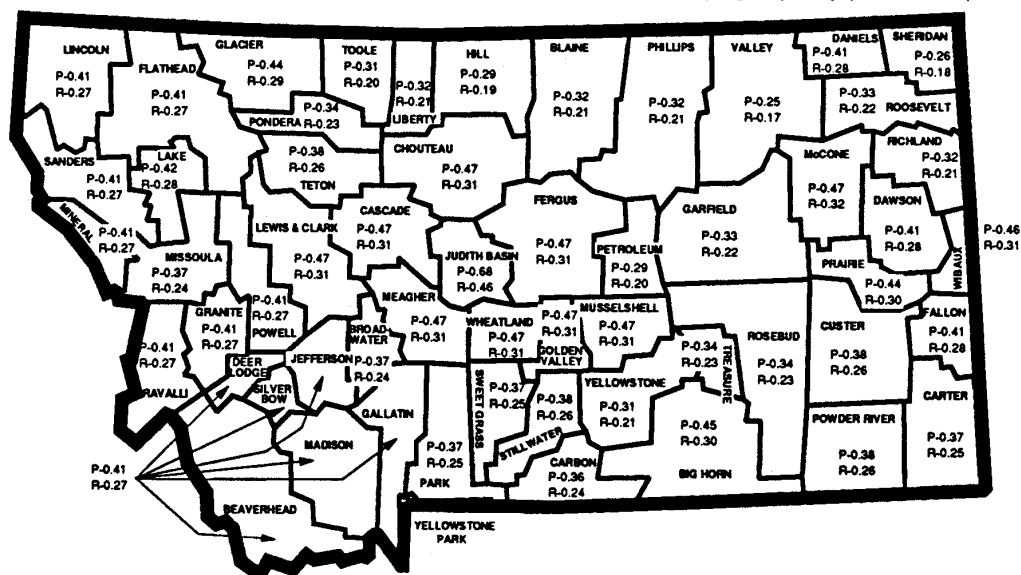 LINCOLN
P-0.41
R-0.27
FLATHEAD
P-0.41
R-0.27
GLACIER
P-0.44
R-0.29
TOOLE
P-0.31
R-0.20
P-0.32
R-0.21
LIBERTY
HILL
P-0.29
R-0.19
BLAINE
P-0.32
R-0.21
PHILLIPS
P-0.32
R-0.21
VALLEY
P-0.25
R-0.17
DANIELS
P-0.41
R-0.28
SHERIDAN
P-0.26
R-0.18
P-0.33
R-0.22
ROOSEVELT
P-0.34
PONDERA
R-0.23
SANDERS
P-0.41
R-0.27
LAKE
P-0.42
R-0.28
P-0.38
R-0.26
TETON
CHOUTEAU
P-0.47
R-0.31
McCONE
P-0.47
R-0.32
RICHLAND
P-0.32
R-0.21
MINERAL
P-0.41
R-0.27
MISSOULA
P-0.37
R-0.24
LEWIS & CLARK
P-0.47
R-0.31
CASCADE
P-0.47
R-0.31
JUDITH BASIN
P-0.68
R-0.46
FERGUS
P-0.47
R-0.31
PETROLEUM
P-0.29
R-0.20
GARFIELD
P-0.33
R-0.22
DAWSON
P-0.41
R-0.28
PRAIRIE
P-0.44
R-0.30
WIBAUX
P-0.46
R-0.31
GRANITE
P-0.41
R-0.27
P-0.41
R-0.27
POWELL
MEAGHER
P-0.47
R-0.31
BROAD-
WATER
P-0.37
R-0.24
WHEATLAND
P-0.47
R-0.31
P-0.47
R-0.31
GOLDEN
VALLEY
MUSSELSHELL
P-0.47
R-0.31
P-0.34
R-0.23
TREASURE
ROSEBUD
P-0.34
R-0.23
CUSTER
P-0.38
R-0.26
FALLON
P-0.41
R-0.28
P-0.41
R-0.27
RAVALLI
DEER
LODGE
SILVER
BOW
JEFFERSON
GALLATIN
MADISON
BEAVERHEAD
P-0.41
R-0.27
P-0.37
R-0.25
PARK
SWEET GRASS
P-0.37
R-0.25
P-0.38
R-0.26
STILLWATER
YELLOWSTONE
P-0.31
R-0.21
CARBON
P-0.36
R-0.24
P-0.45
R-0.30
BIG HORN
POWDER RIVER
P-0.38
R-0.26
CARTER
P-0.37
R-0.25
YELLOWSTONE
PARK